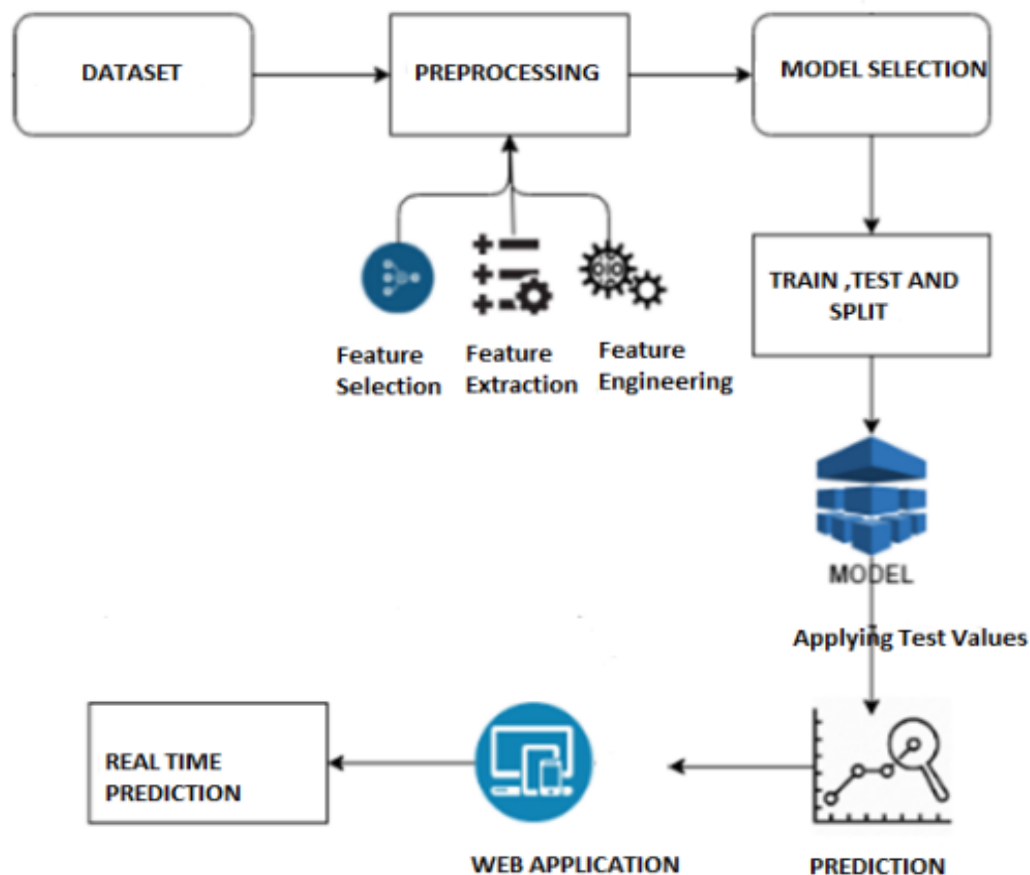 DATASET
PREPROCESSING
MODEL SELECTION
TRAIN ,TEST AND
SPLIT
Feature
Selection
Feature
Extraction
Feature
Engineering
MODEL
Applying Test Values
REAL TIME
PREDICTION
WEB APPLICATION
PREDICTION